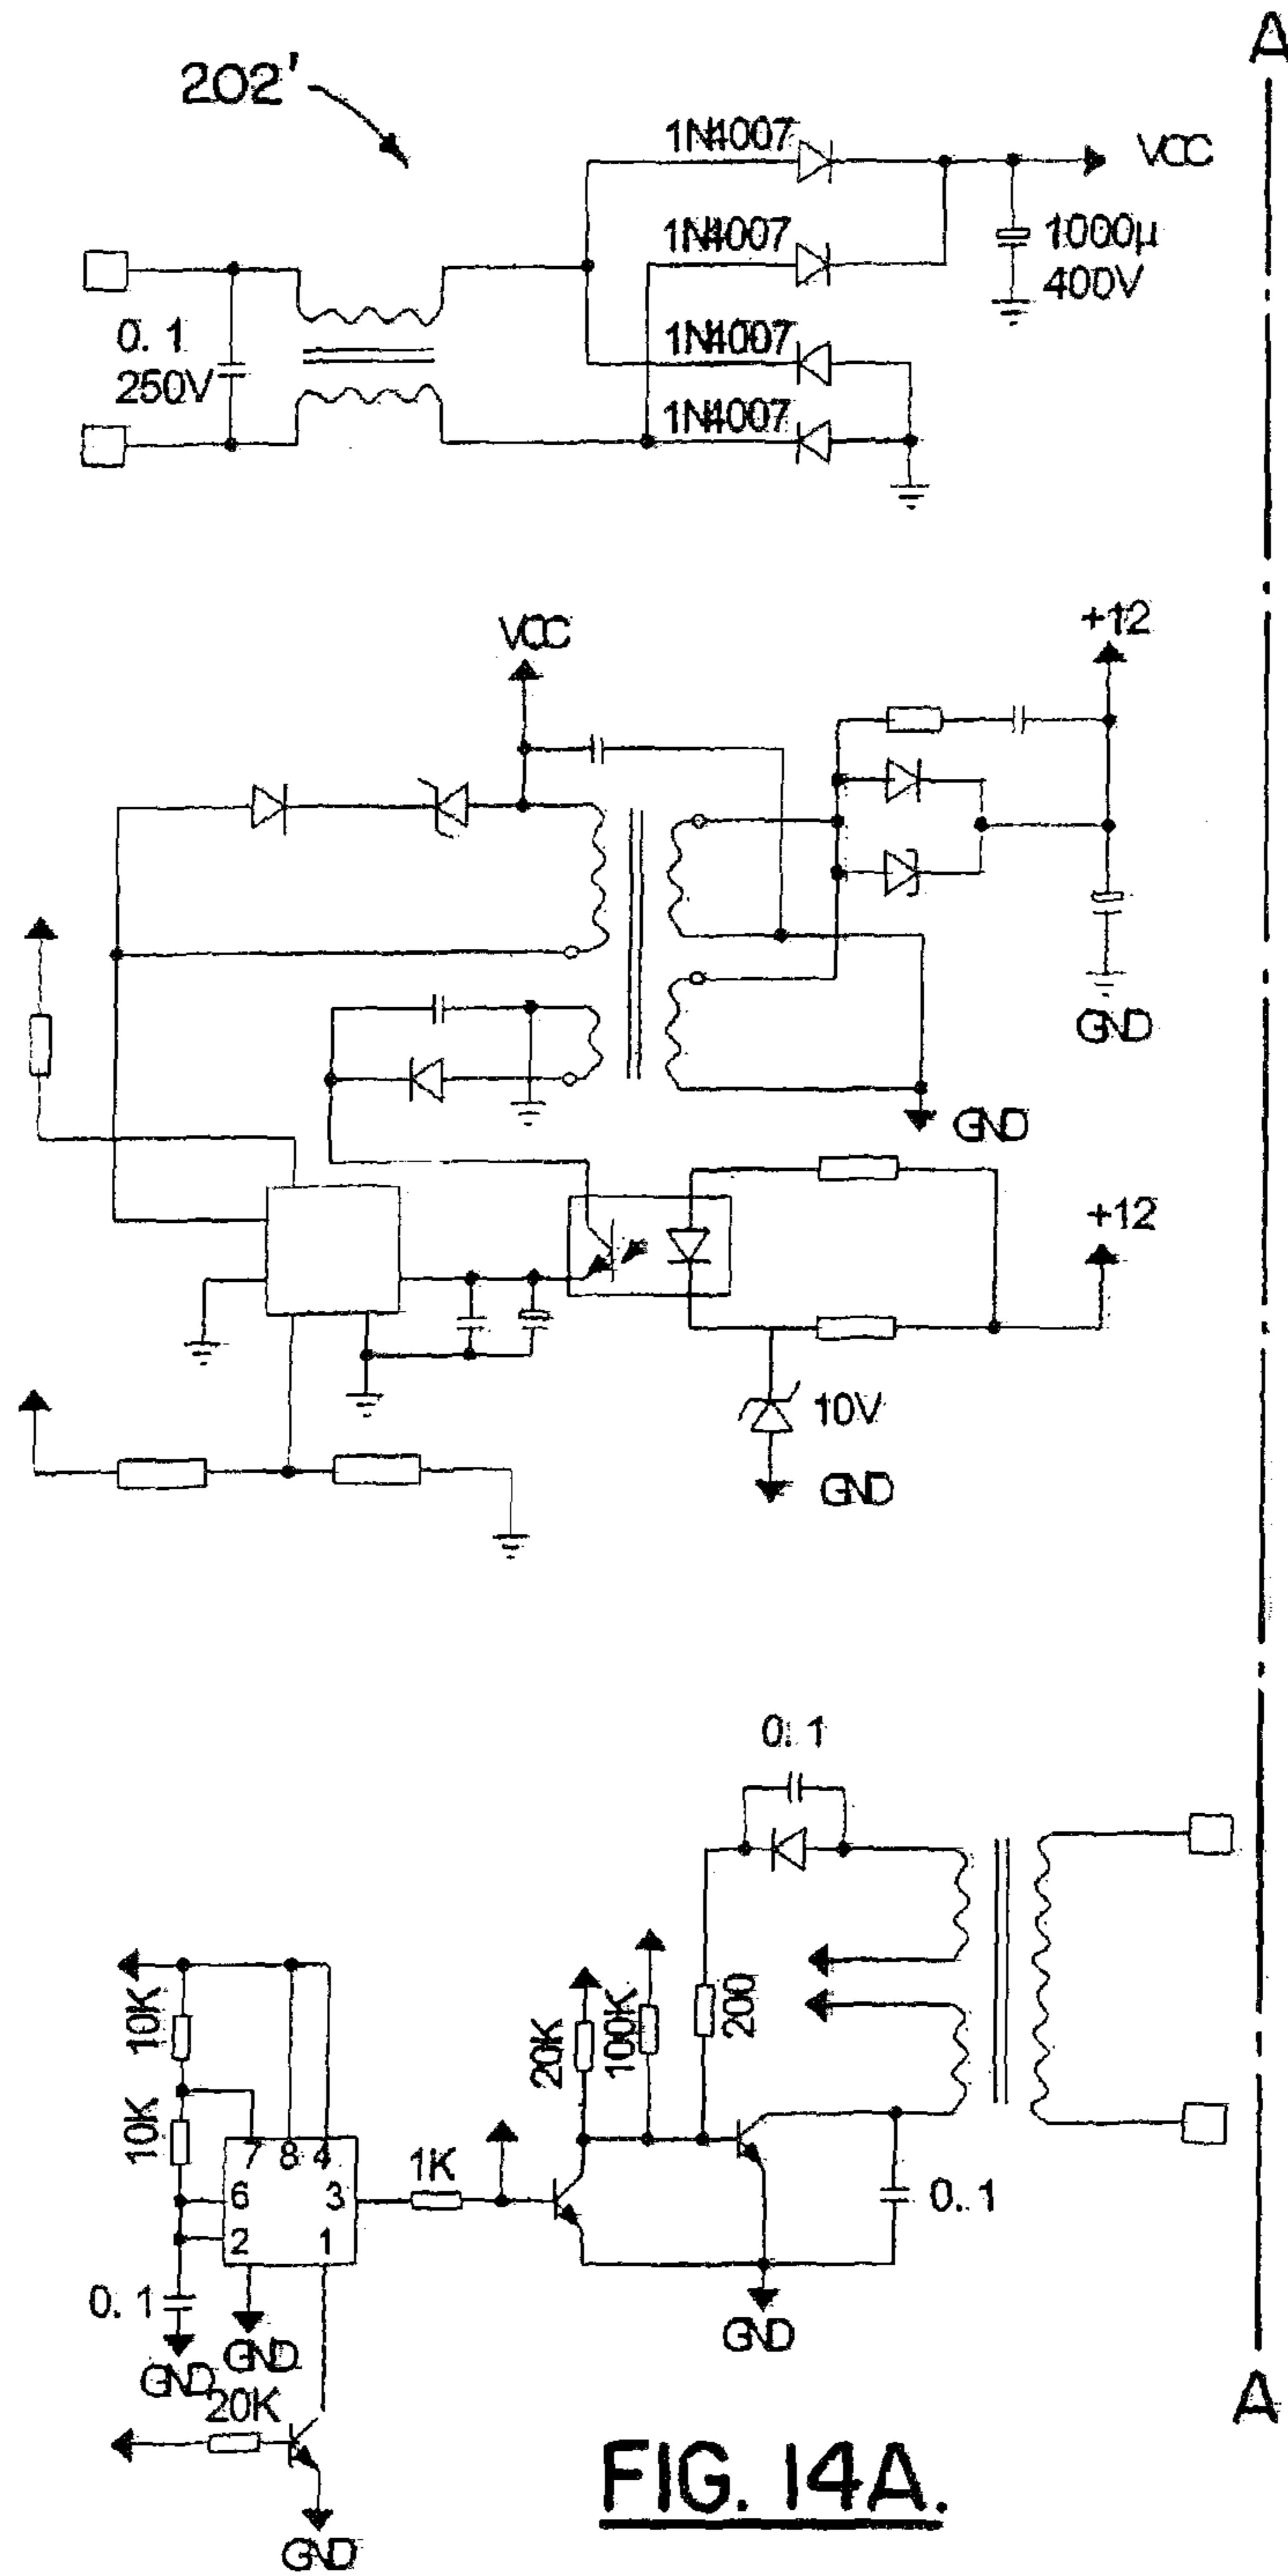 A
202'
1N4007
VCC
1N4007
1000µ
400V
0.1
250V
1N4007
1N4007
VCC
+12
GND
GND
+12
10V
GND
0.1
10K
20K
100K
200
10K
7 8 4
6 3
2 1
1K
0.1
0.1
GND
GND
GND
20K
GND
A
FIG. 14A.